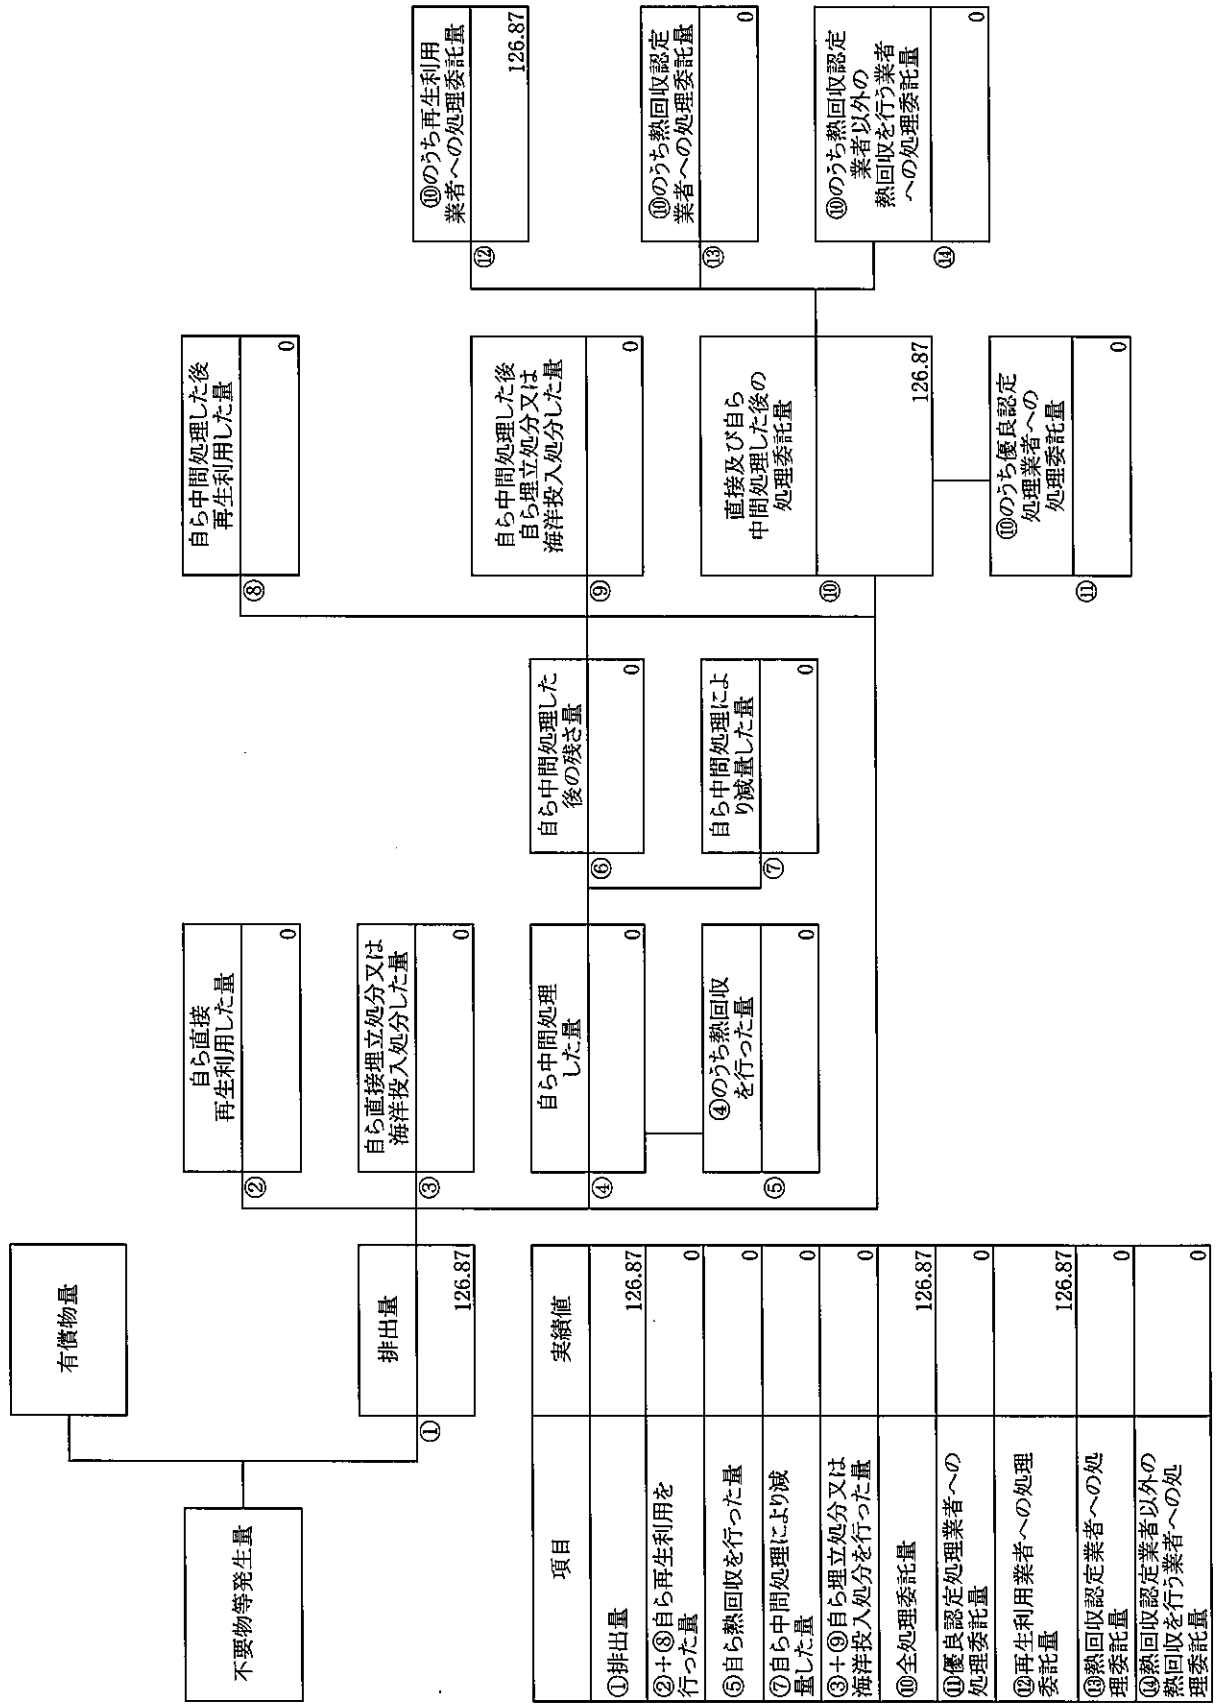 不要物等発生量
有償物量
①
排出量
126.87
②
自ら直接
再生利用した量
0
③
自ら直接埋立処分又は
海洋投入処分した量
0
④
自ら中間処理
した量
0
⑤
④のうち熱回収
を行った量
0
⑥
自ら中間処理した
後の残さ量
0
⑦
自ら中間処理によ
り減量した量
0
⑧
自ら中間処理した後
再生利用した量
0
⑨
自ら中間処理した後
自ら埋立処分又は
海洋投入処分した量
0
⑩
直接及び自ら
中間処理した後の
処理委託量
126.87
⑪
⑩のうち優良認定
処理業者への
処理委託量
0
⑫
⑩のうち再生利用
業者への処理委託量
126.87
⑬
⑩のうち熱回収認定
業者への処理委託量
0
⑭
⑩のうち熱回収認定
業者以外の
熱回収を行う業者
への処理委託量
0
項目 実績値
①排出量 126.87
②+⑧自ら再生利用を
行った量 0
⑤自ら熱回収を行った量 0
⑦自ら中間処理により減
量した量 0
③+⑨自ら埋立処分又は
海洋投入処分を行った量 0
⑩全処理委託量 126.87
⑪優良認定処理業者への
処理委託量 0
⑫再生利用業者への処理
委託量 126.87
⑬熱回収認定業者への処
理委託量 0
⑭熱回収認定業者以外の
熱回収を行う業者への処
理委託量 0